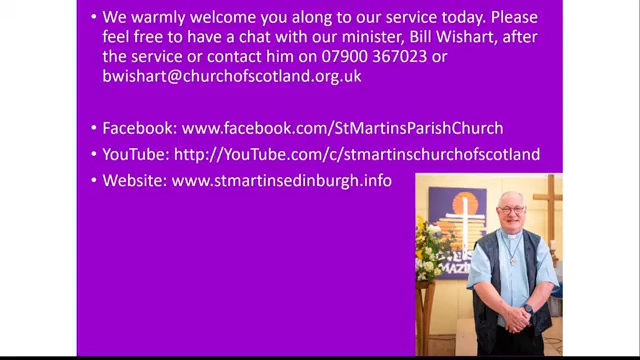 • We warmly welcome you along to our service today. Please
feel free to have a chat with our minister, Bill Wishart, after
the service or contact him on 07900 367023 or
bwishart@churchofscotland.org.uk
• Facebook: www.facebook.com/StMartinsParishChurch
• YouTube: http://YouTube.com/c/stmartinschurchofscotland
• Website: www.stmartinsedinburgh.info